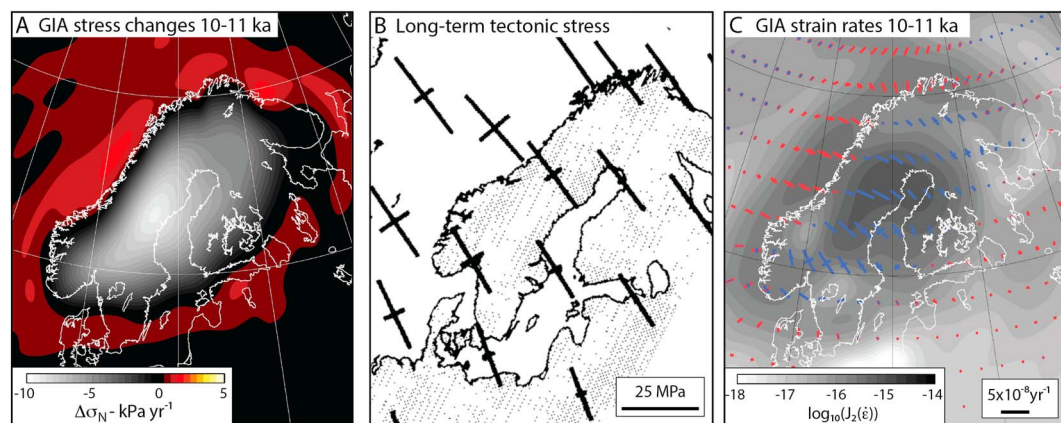 A GIA stress changes 10-11 ka
-10 -5 0 5
ΔσN- kPa yr-1
B Long-term tectonic stress
25 MPa
C GIA strain rates 10-11 ka
-18 -17 -16 -15 -14
log10(J2(ε̇))
5x10-8yr-1